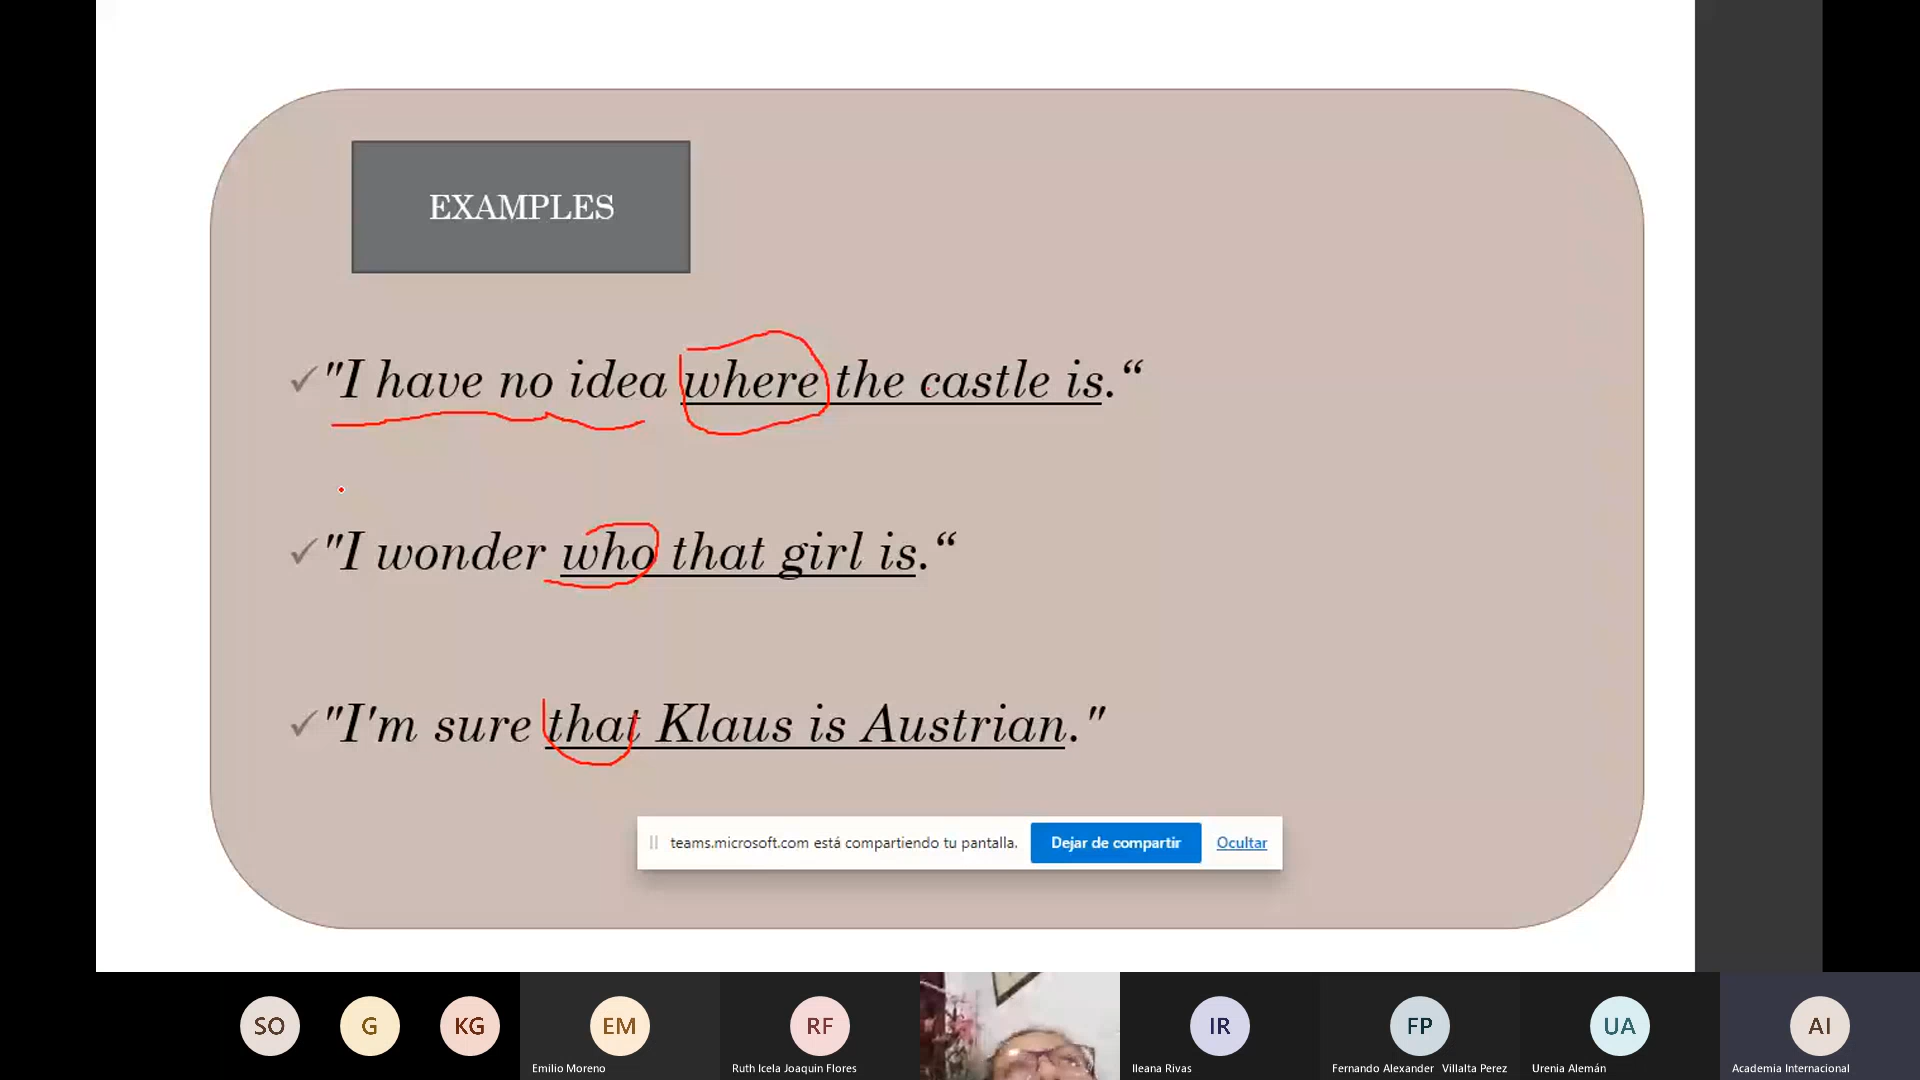 EXAMPLES
"I have no idea where the castle is.“
"I wonder who that girl is.“
"I'm sure that Klaus is Austrian."
teams.microsoft.com está compartiendo tu pantalla. Dejar de compartir Ocultar
SO G KG EM RF IR FP UA AI
Emilio Moreno Ruth Icela Joaquin Flores Ileana Rivas Fernando Alexander Villalta Perez Urenia Alemán Academia Internacional